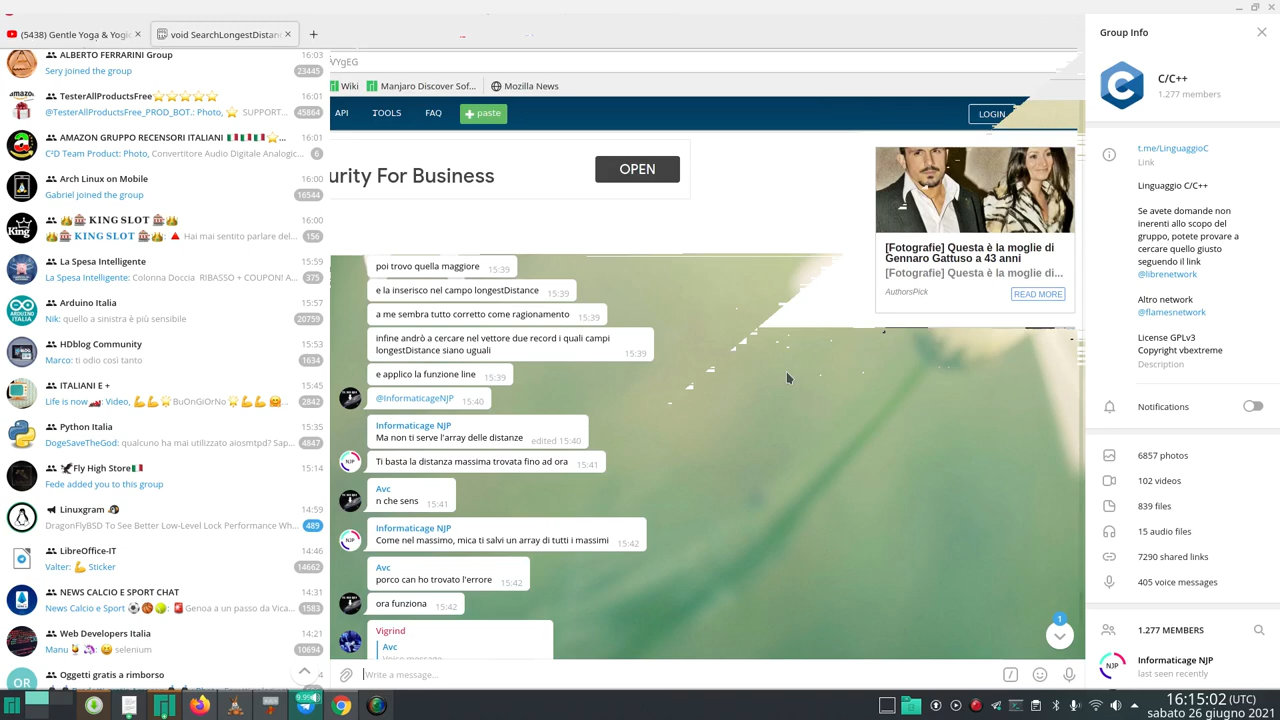 (5438) Gentle Yoga & Yogic
void SearchLongestDistan
ALBERTO FERRARINI Group 16:03
Sery joined the group 23445
TesterAllProductsFree⭐⭐⭐⭐⭐ 16:01
@TesterAllProductsFree_PROD_BOT.: Photo, ⭐ SUPPORT... 45864
AMAZON GRUPPO RECENSORI ITALIANI 🇮🇹🇮🇹🇮🇹⭐... 16:01
C²D Team Product: Photo, Convertitore Audio Digitale Analogic... 6
Arch Linux on Mobile 16:00
Gabriel joined the group 16544
👑🎰 KING SLOT 🎰👑 16:00
👑🎰 KING SLOT 🎰👑: 🔺 Hai mai sentito parlare del... 156
La Spesa Intelligente 15:59
La Spesa Intelligente: Colonna Doccia RIBASSO + COUPON! A... 375
Arduino Italia 15:57
Nik: quello a sinistra è più sensibile 20759
HDblog Community 15:53
Marco: ti odio così tanto 1634
ITALIANI E + 15:45
Life is now: Video, 💪💪🌟BuOnGiOrNo🌟💪💪🤗... 2842
Python Italia 15:35
DogeSaveTheGod: qualcuno ha mai utilizzato aiosmtpd? Sap... 4847
Fly High Store🇮🇹 15:14
Fede added you to this group
Linuxgram 14:59
DragonFlyBSD To See Better Low-Level Lock Performance Wh... 489
LibreOffice-IT 14:46
Valter: 💪 Sticker 14662
NEWS CALCIO E SPORT CHAT 14:31
News Calcio e Sport ⚽🏀🎾: 🚨Genoa a un passo da Vica... 1583
Web Developers Italia 14:21
Manu: 😄 selenium 10694
OR
Oggetti gratis a rimborso
VYgEG
Wiki
Manjaro Discover Sof...
Mozilla News
API TOOLS FAQ + paste LOGIN
urity For Business
OPEN
[Fotografie] Questa è la moglie di
Gennaro Gattuso a 43 anni
[Fotografie] Questa è la moglie di...
AuthorsPick READ MORE
poi trovo quella maggiore 15:39
e la inserisco nel campo longestDistance 15:39
a me sembra tutto corretto come ragionamento 15:39
infine andrò a cercare nel vettore due record i quali campi
longestDistance siano uguali 15:39
e applico la funzione line 15:39
@InformaticageNJP 15:40
Informaticage NJP
Ma non ti serve l'array delle distanze edited 15:40
Ti basta la distanza massima trovata fino ad ora 15:41
Avc
n che sens 15:41
Informaticage NJP
Come nel massimo, mica ti salvi un array di tutti i massimi 15:42
Avc
porco can ho trovato l'errore 15:42
ora funziona 15:42
Vigrind
Avc
Voice message
1
Write a message...
Group Info
C/C++
1.277 members
t.me/LinguaggioC
Link
Linguaggio C/C++
Se avete domande non
inerenti allo scopo del
gruppo, potete provare a
cercare quello giusto
seguendo il link
@librenetwork
Altro network
@flamesnetwork
License GPLv3
Copyright vbextreme
Description
Notifications
6857 photos
102 videos
839 files
15 audio files
7290 shared links
405 voice messages
1.277 MEMBERS
Informaticage NJP
last seen recently
16:15:02 (UTC)
sabato 26 giugno 2021